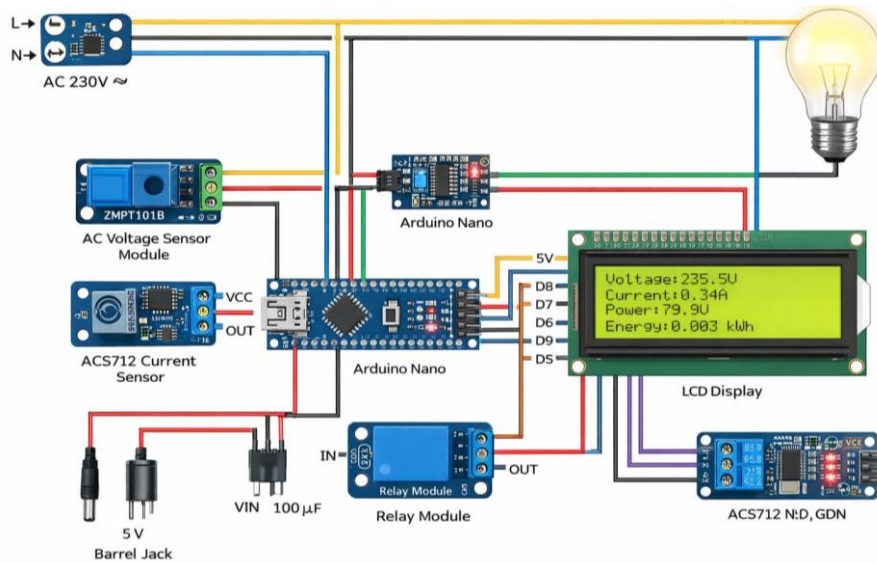 L→
N→
AC 230V ~
ZMPT101B
AC Voltage Sensor
Module
VCC
OUT
ACS712 Current
Sensor
Arduino Nano
Arduino Nano
5V
D8
D7
D6
D9
D5
Voltage:235.5V
Current:0.34A
Power:79.9V
Energy:0.003 kWh
LCD Display
IN
Relay Module
OUT
Relay Module
VIN
100 µF
5 V
Barrel Jack
VCE
ACS712 N:D, GDN